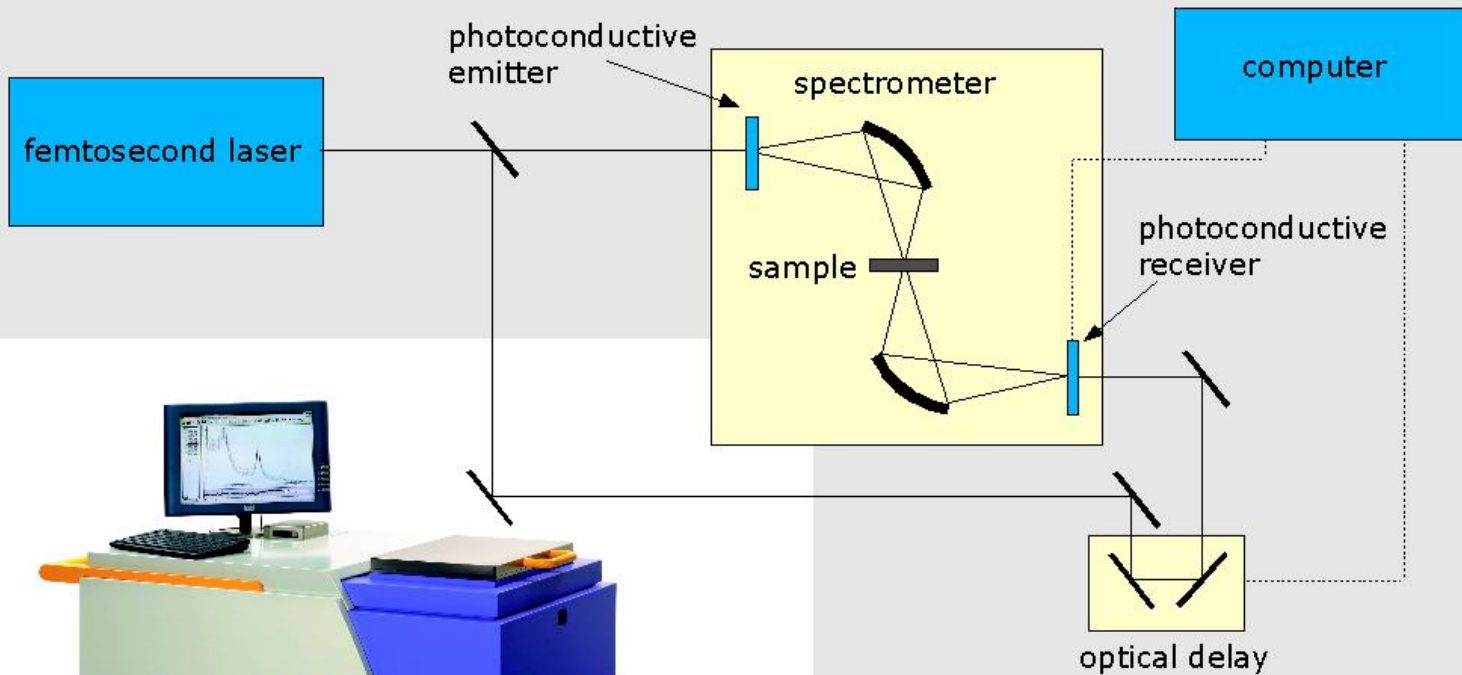 photoconductive
emitter
femtosecond laser
spectrometer
computer
sample
photoconductive
receiver
optical delay